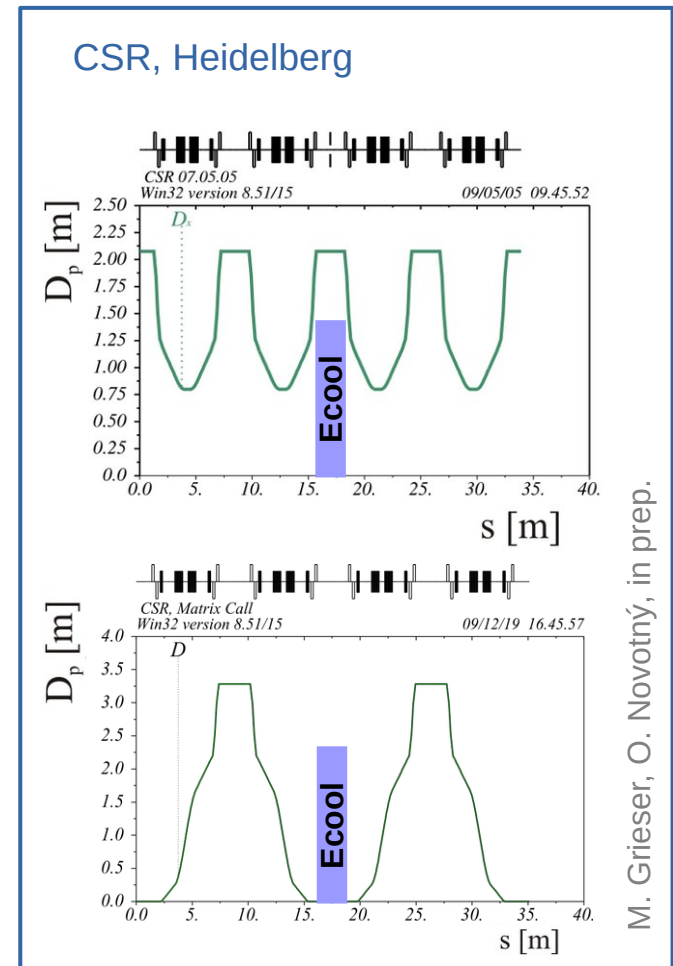 CSR, Heidelberg
CSR 07.05.05
Win32 version 8.51/15 09/05/05 09.45.52
D_p [m]
2.50
2.25
2.00
1.75
1.50
1.25
1.00
0.75
0.50
0.25
0.0
D_x
Ecool
0.0 5. 10. 15. 20. 25. 30. 35. 40.
s [m]
CSR, Matrix Call
Win32 version 8.51/15 09/12/19 16.45.57
D_p [m]
4.0
3.5
3.0
2.5
2.0
1.5
1.0
0.5
0.0
D
Ecool
0.0 5. 10. 15. 20. 25. 30. 35. 40.
s [m]
M. Grieser, O. Novotný, in prep.